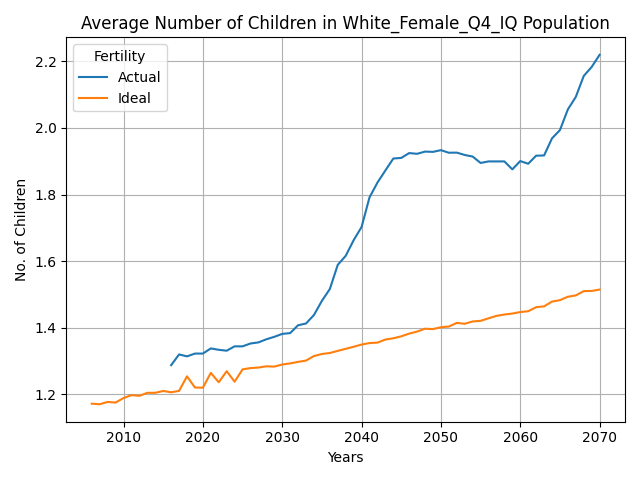 Average Number of Children in White_Female_Q4_IQ Population
Fertility
Actual
Ideal
No. of Children
2.2
2.0
1.8
1.6
1.4
1.2
2010 2020 2030 2040 2050 2060 2070
Years